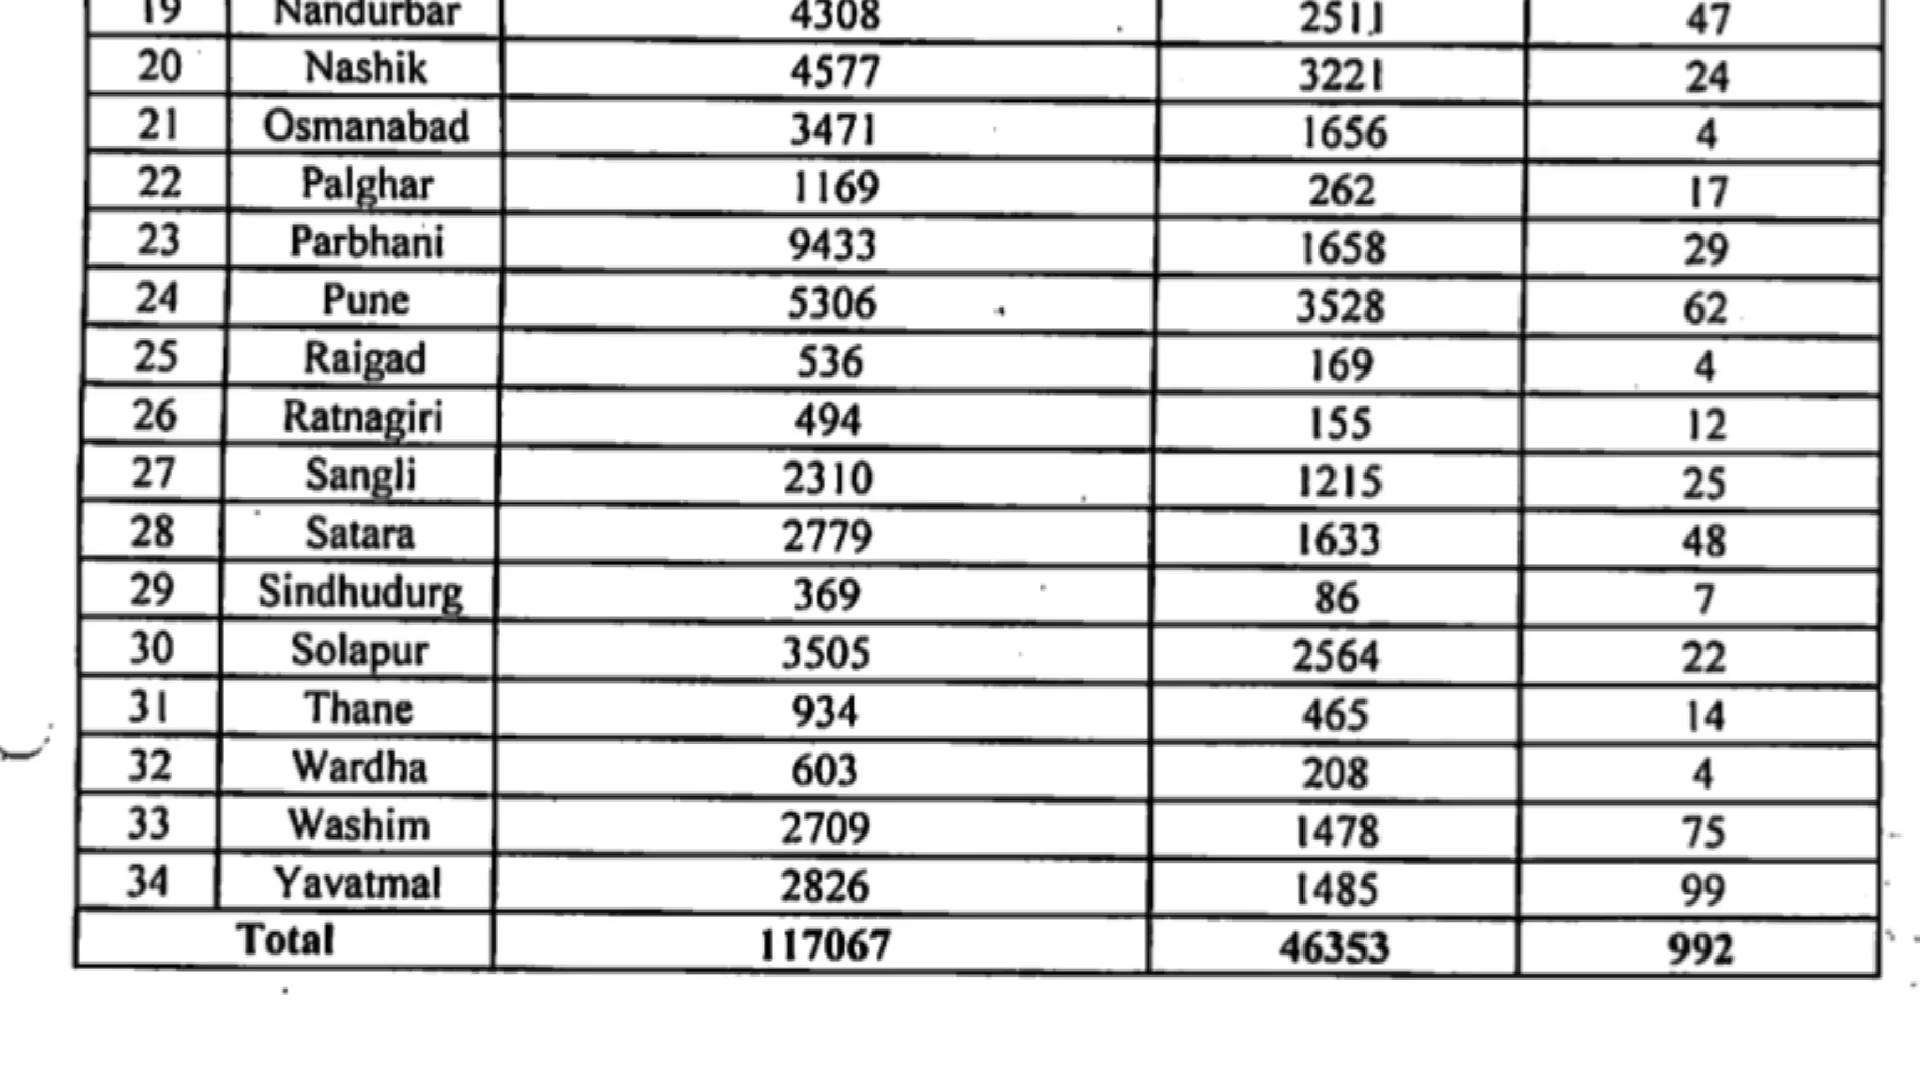 19 Nandurbar 4308 2511 47
20 Nashik 4577 3221 24
21 Osmanabad 3471 1656 4
22 Palghar 1169 262 17
23 Parbhani 9433 1658 29
24 Pune 5306 3528 62
25 Raigad 536 169 4
26 Ratnagiri 494 155 12
27 Sangli 2310 1215 25
28 Satara 2779 1633 48
29 Sindhudurg 369 86 7
30 Solapur 3505 2564 22
31 Thane 934 465 14
32 Wardha 603 208 4
33 Washim 2709 1478 75
34 Yavatmal 2826 1485 99
Total 117067 46353 992